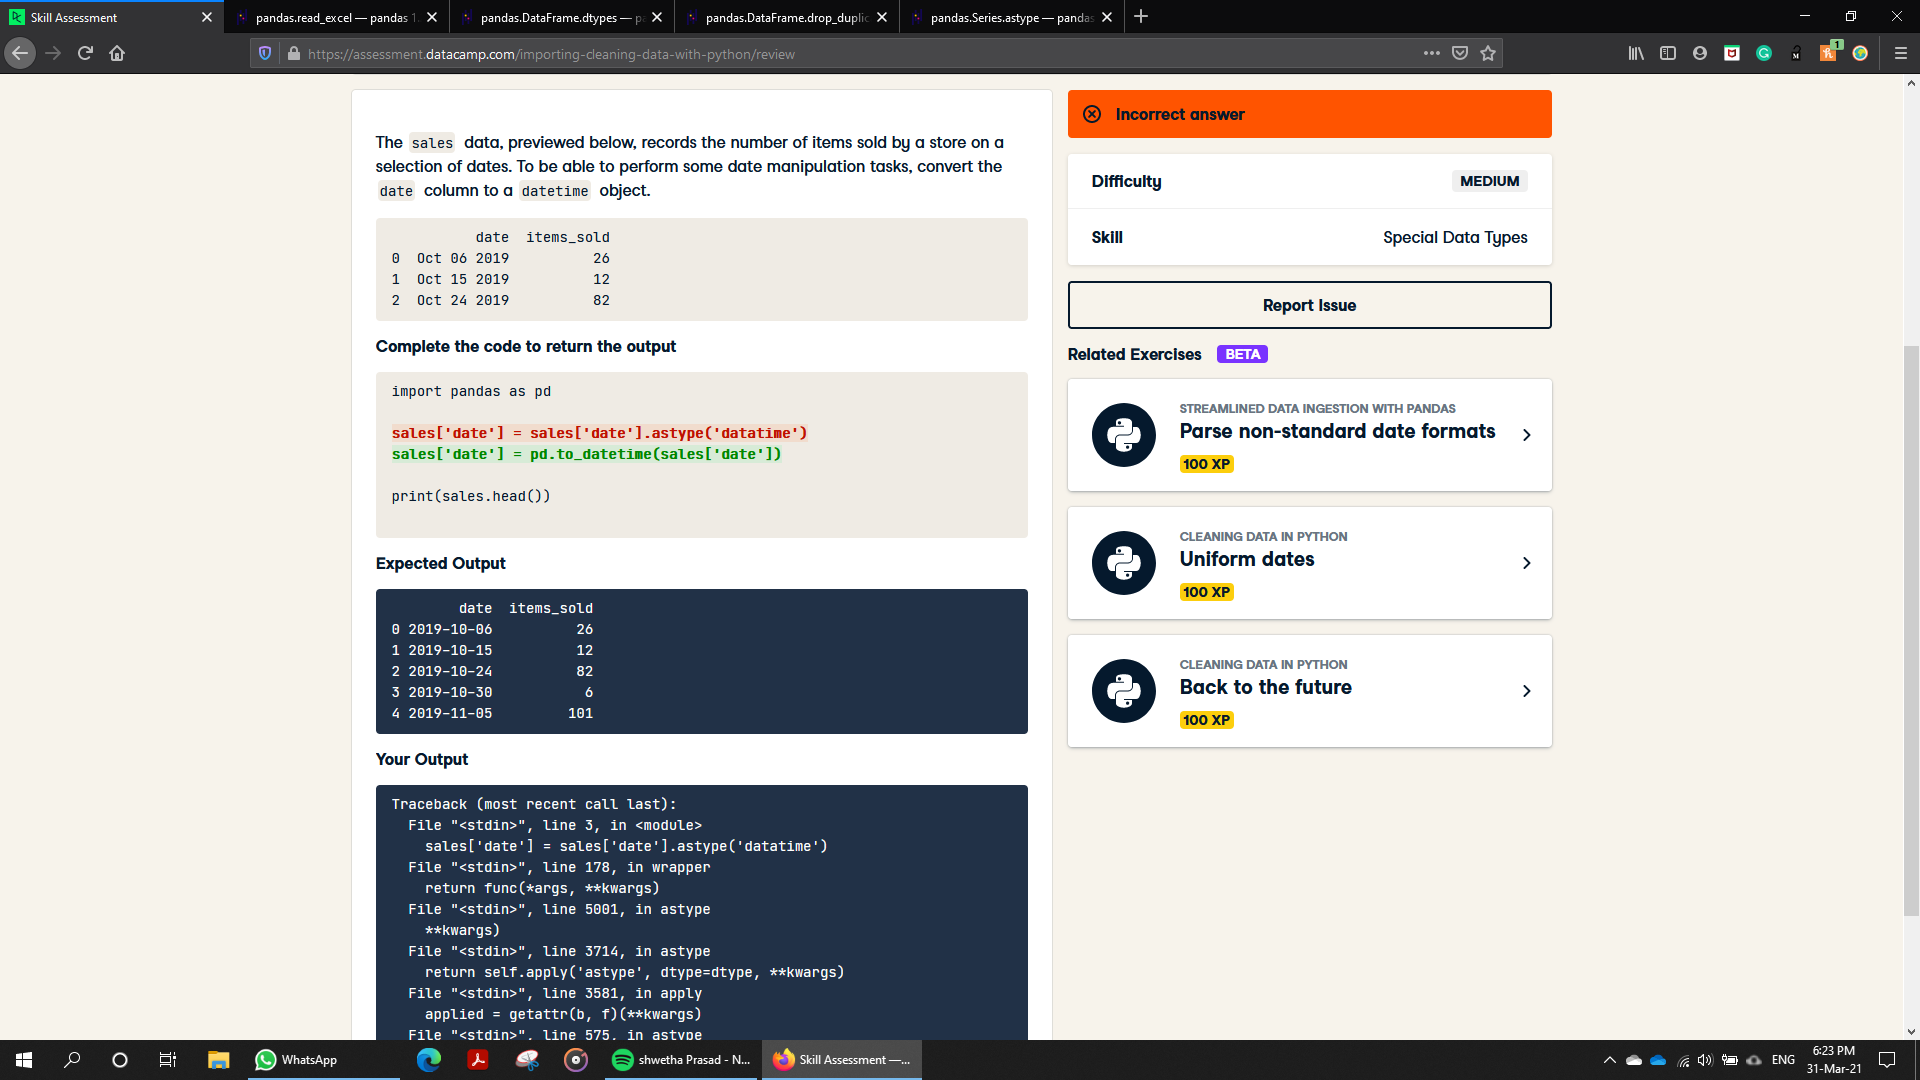 Skill Assessment
pandas.read_excel — pandas 1.
pandas.DataFrame.dtypes — pa
pandas.DataFrame.drop_duplic
pandas.Series.astype — pandas
https://assessment.datacamp.com/importing-cleaning-data-with-python/review
1
The sales data, previewed below, records the number of items sold by a store on a
selection of dates. To be able to perform some date manipulation tasks, convert the
date column to a datetime object.
date items_sold
0 Oct 06 2019 26
1 Oct 15 2019 12
2 Oct 24 2019 82
Complete the code to return the output
import pandas as pd
sales['date'] = sales['date'].astype('datatime')
sales['date'] = pd.to_datetime(sales['date'])
print(sales.head())
Expected Output
date items_sold
0 2019-10-06 26
1 2019-10-15 12
2 2019-10-24 82
3 2019-10-30 6
4 2019-11-05 101
Your Output
Traceback (most recent call last):
File "<stdin>", line 3, in <module>
sales['date'] = sales['date'].astype('datatime')
File "<stdin>", line 178, in wrapper
return func(*args, **kwargs)
File "<stdin>", line 5001, in astype
**kwargs)
File "<stdin>", line 3714, in astype
return self.apply('astype', dtype=dtype, **kwargs)
File "<stdin>", line 3581, in apply
applied = getattr(b, f)(**kwargs)
File "<stdin>", line 575, in astype
Incorrect answer
Difficulty MEDIUM
Skill Special Data Types
Report Issue
Related Exercises BETA
STREAMLINED DATA INGESTION WITH PANDAS
Parse non-standard date formats
100 XP
CLEANING DATA IN PYTHON
Uniform dates
100 XP
CLEANING DATA IN PYTHON
Back to the future
100 XP
WhatsApp
shwetha Prasad - N...
Skill Assessment —...
ENG
6:23 PM
31-Mar-21